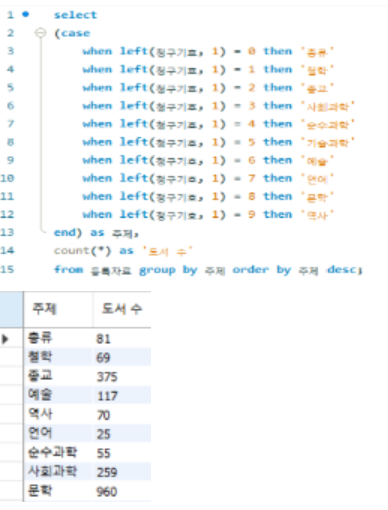 1 select
2 (case
3 when left(청구기호, 1) = 0 then '총류'
4 when left(청구기호, 1) = 1 then '철학'
5 when left(청구기호, 1) = 2 then '종교'
6 when left(청구기호, 1) = 3 then '사회과학'
7 when left(청구기호, 1) = 4 then '순수과학'
8 when left(청구기호, 1) = 5 then '기술과학'
9 when left(청구기호, 1) = 6 then '예술'
10 when left(청구기호, 1) = 7 then '언어'
11 when left(청구기호, 1) = 8 then '문학'
12 when left(청구기호, 1) = 9 then '역사'
13 end) as 주제,
14 count(*) as '도서 수'
15 from 등록자료 group by 주제 order by 주제 desc;
주제 도서 수
총류 81
철학 69
종교 375
예술 117
역사 70
언어 25
순수과학 55
사회과학 259
문학 960